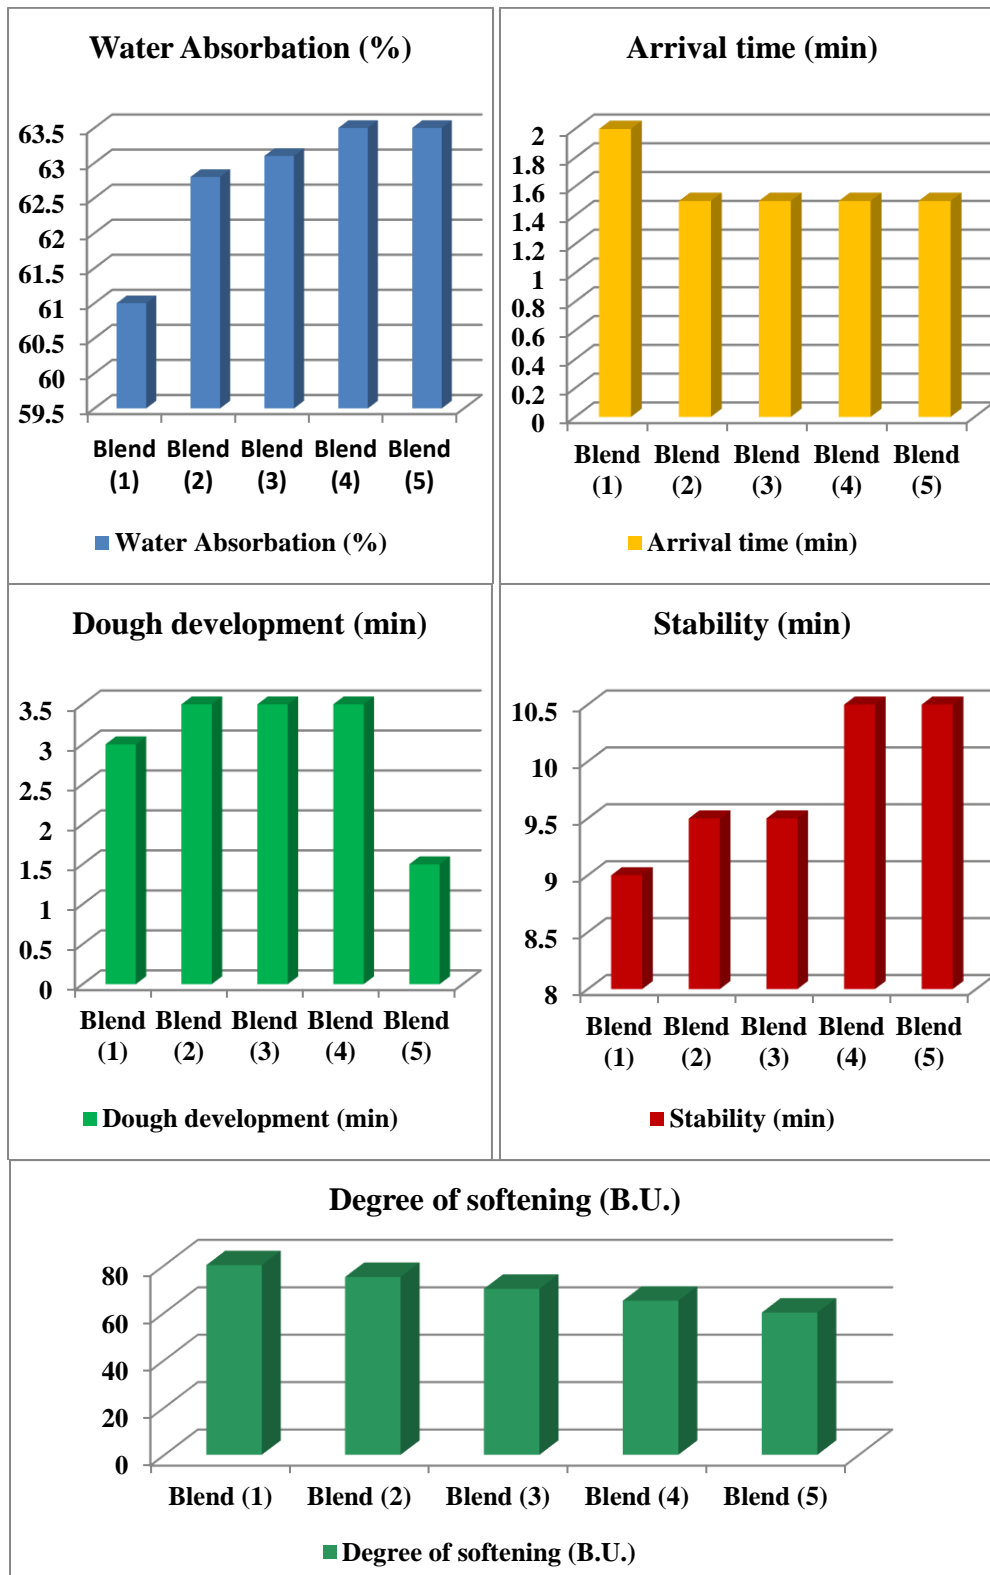 Water Absorbation (%)
63.5
63
62.5
62
61.5
61
60.5
60
59.5
Blend Blend Blend Blend Blend
(1) (2) (3) (4) (5)
Water Absorbation (%)
Arrival time (min)
2
1.8
1.6
1.4
1.2
1
0.8
0.6
0.4
0.2
0
Blend Blend Blend Blend Blend
(1) (2) (3) (4) (5)
Arrival time (min)
Dough development (min)
3.5
3
2.5
2
1.5
1
0.5
0
Blend Blend Blend Blend Blend
(1) (2) (3) (4) (5)
Dough development (min)
Stability (min)
10.5
10
9.5
9
8.5
8
Blend Blend Blend Blend Blend
(1) (2) (3) (4) (5)
Stability (min)
Degree of softening (B.U.)
80
60
40
20
0
Blend (1) Blend (2) Blend (3) Blend (4) Blend (5)
Degree of softening (B.U.)